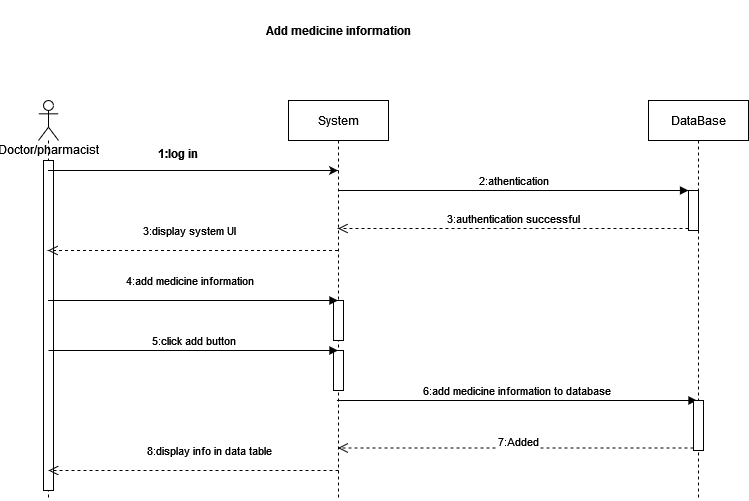 Add medicine information
System
DataBase
Doctor/pharmacist
1:log in
2:athentication
3:authentication successful
3:display system UI
4:add medicine information
5:click add button
6:add medicine information to database
7:Added
8:display info in data table